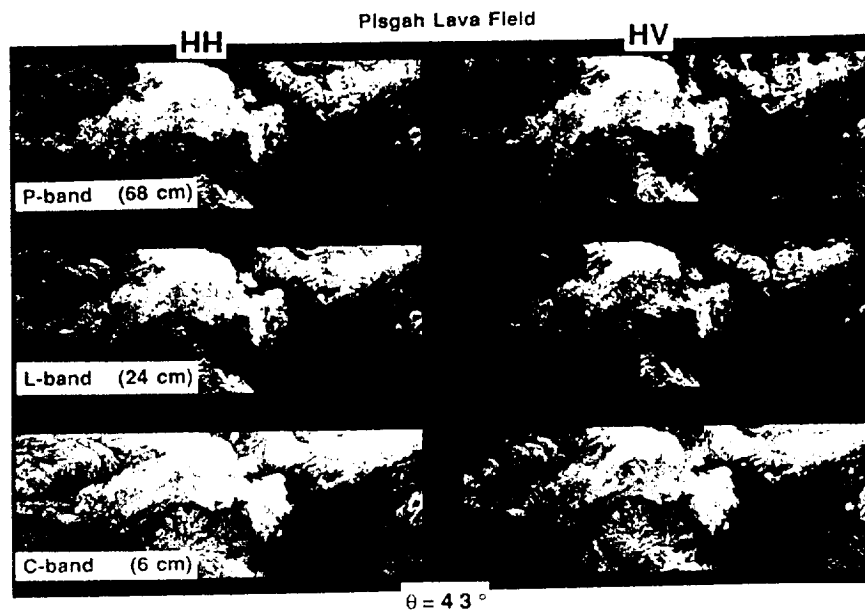 Pisgah Lava Field
HH HV
P-band (68 cm)
L-band (24 cm)
C-band (6 cm)
θ = 43°